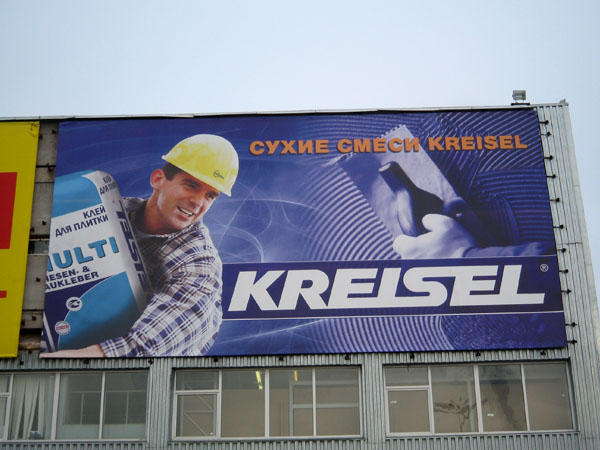 СУХИЕ СМЕСИ KREISEL
КЛЕЙ
ДЛЯ ПЛИТКИ
MULTI
IESEN- &
AUKLEBER
KREISEL®